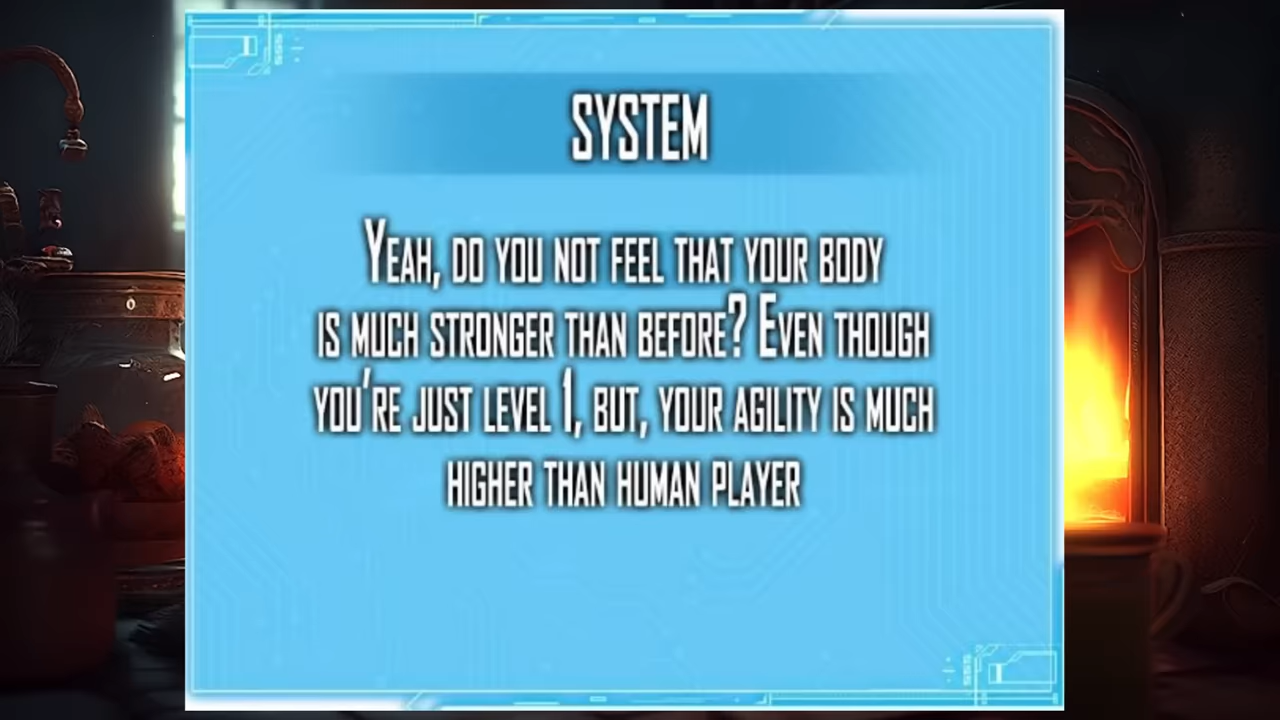 SYSTEM
YEAH, DO YOU NOT FEEL THAT YOUR BODY
IS MUCH STRONGER THAN BEFORE? EVEN THOUGH
YOU'RE JUST LEVEL 1, BUT, YOUR AGILITY IS MUCH
HIGHER THAN HUMAN PLAYER